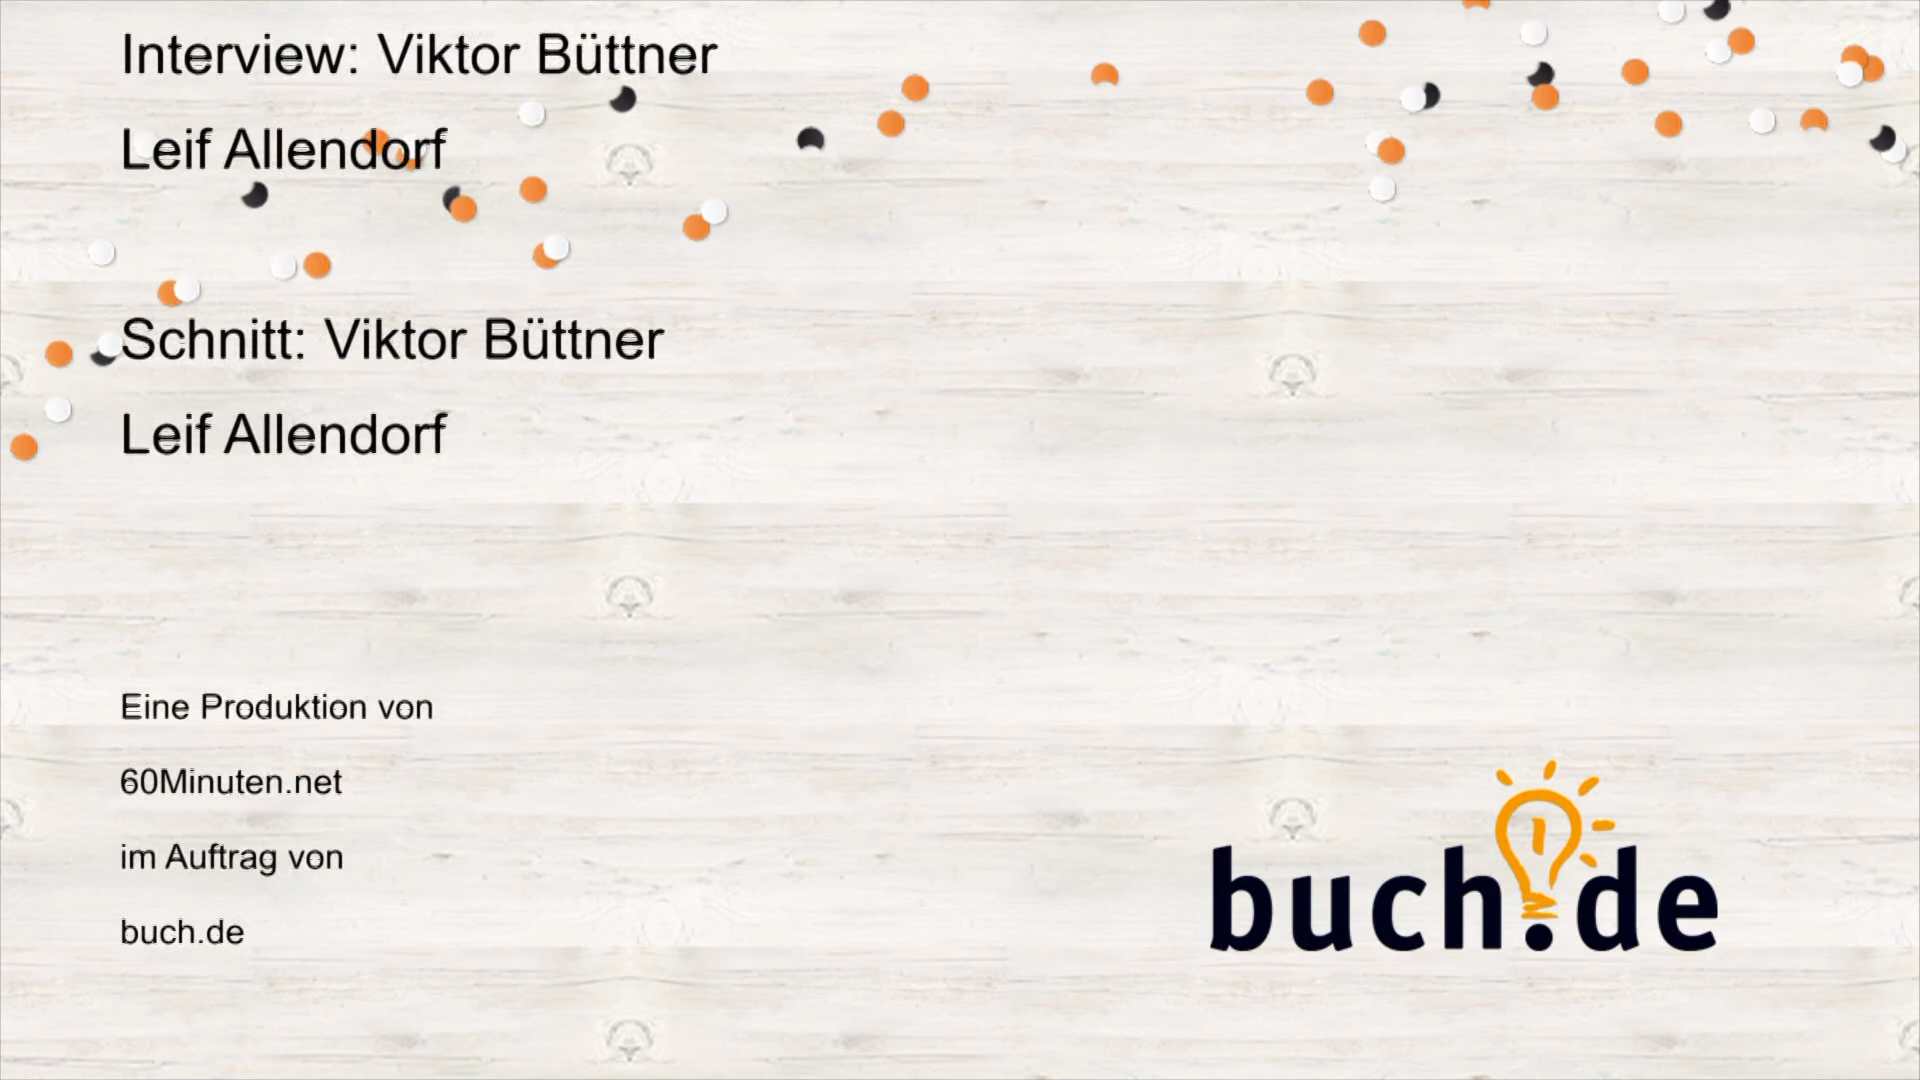 Interview: Viktor Büttner
Leif Allendorf
Schnitt: Viktor Büttner
Leif Allendorf
Eine Produktion von
60Minuten.net
im Auftrag von
buch.de
buch.de